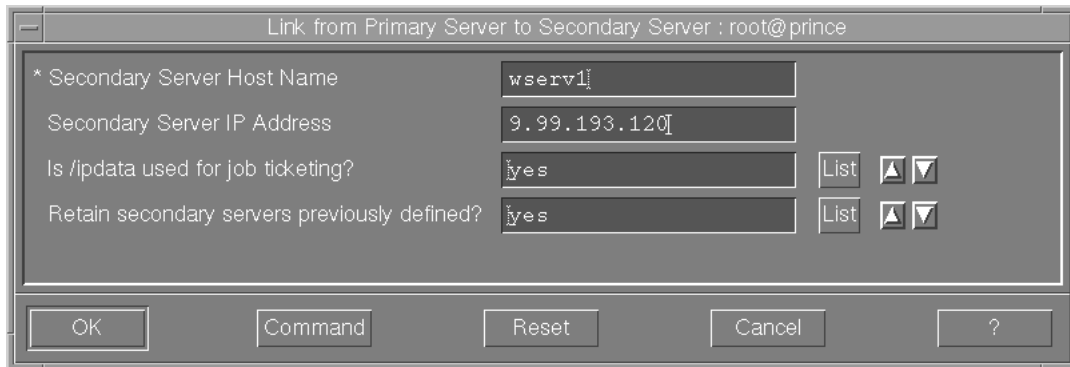 Link from Primary Server to Secondary Server : root@prince
* Secondary Server Host Name wserv1
Secondary Server IP Address 9.99.193.120
Is /ipdata used for job ticketing? yes List
Retain secondary servers previously defined? yes List
OK Command Reset Cancel ?